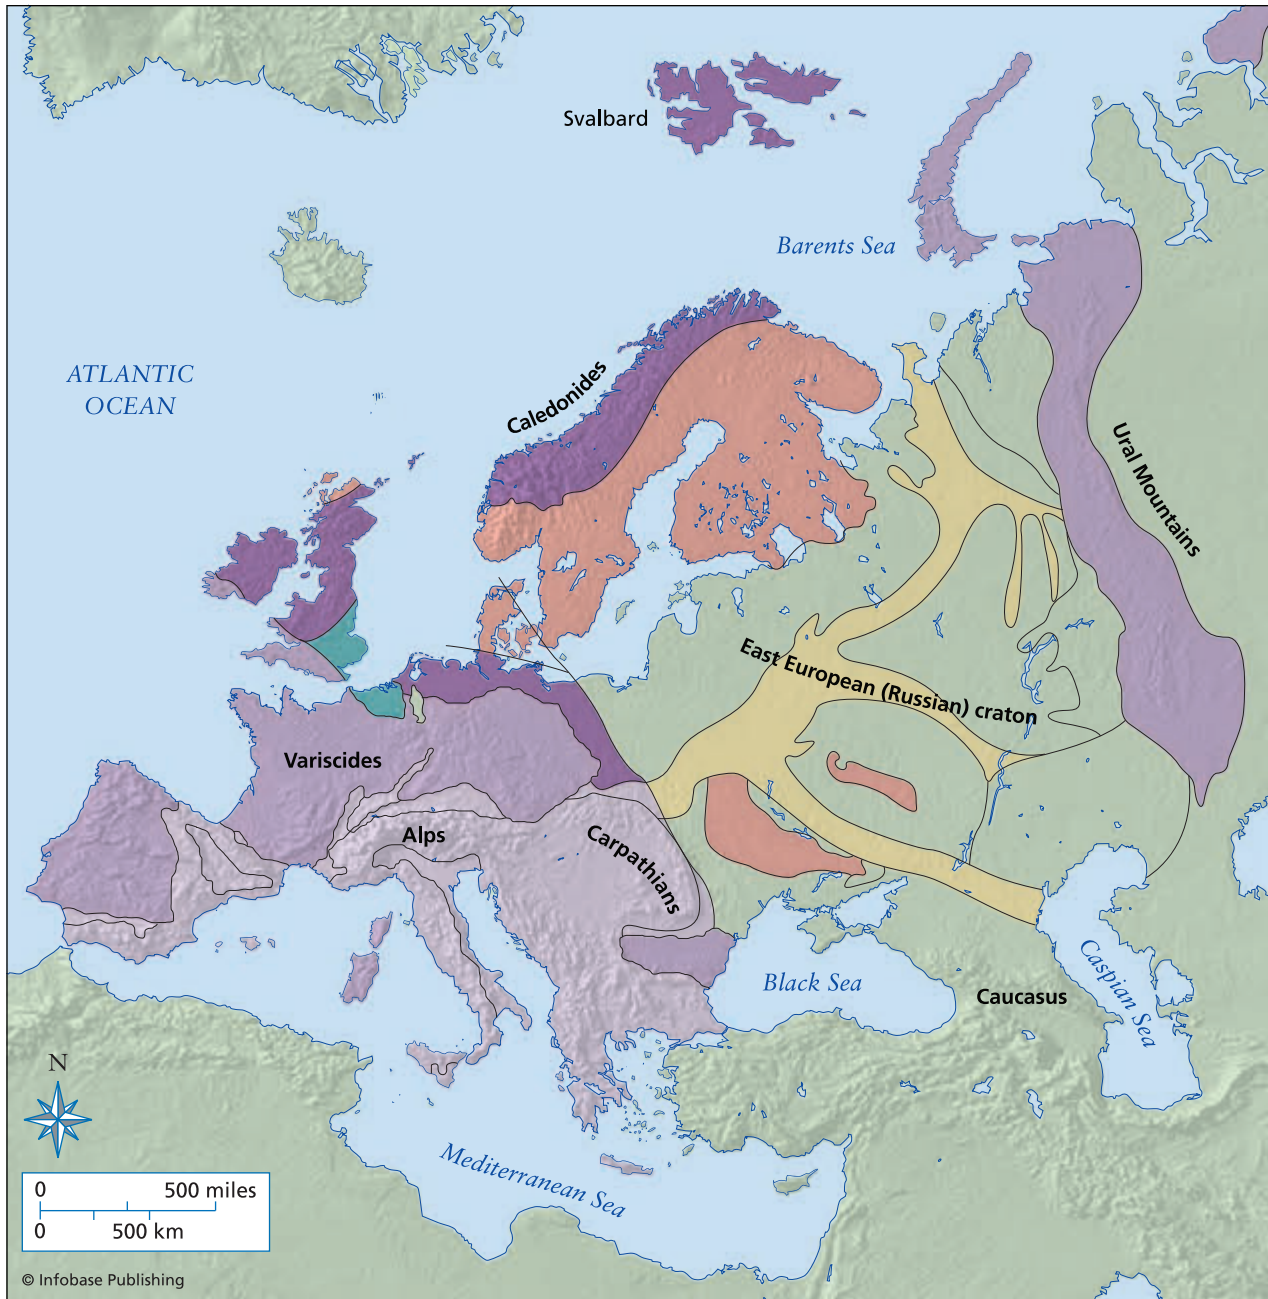 Svalbard
Barents Sea
ATLANTIC
OCEAN
Caledonides
Ural Mountains
East European (Russian) craton
Variscides
Alps
Carpathians
Black Sea
Caspian Sea
Caucasus
N
Mediterranean Sea
0 500 miles
0 500 km
© Infobase Publishing